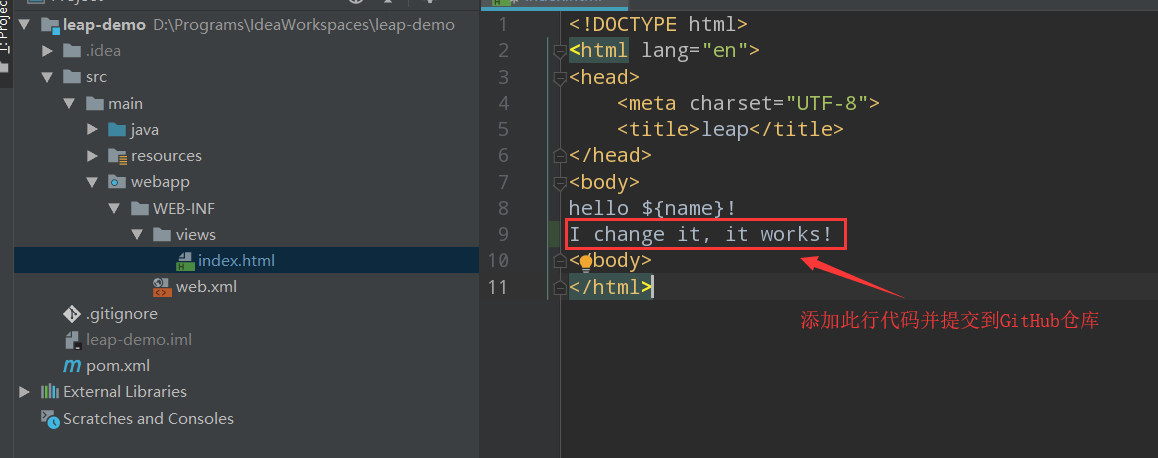 leap-demo D:\Programs\IdeaWorkspaces\leap-demo
.idea
src
main
java
resources
webapp
WEB-INF
views
index.html
web.xml
.gitignore
leap-demo.iml
pom.xml
External Libraries
Scratches and Consoles
1 <!DOCTYPE html>
2 <html lang="en">
3 <head>
4 <meta charset="UTF-8">
5 <title>leap</title>
6 </head>
7 <body>
8 hello ${name}!
9 I change it, it works!
10 </body>
11 </html>
添加此行代码并提交到GitHub仓库